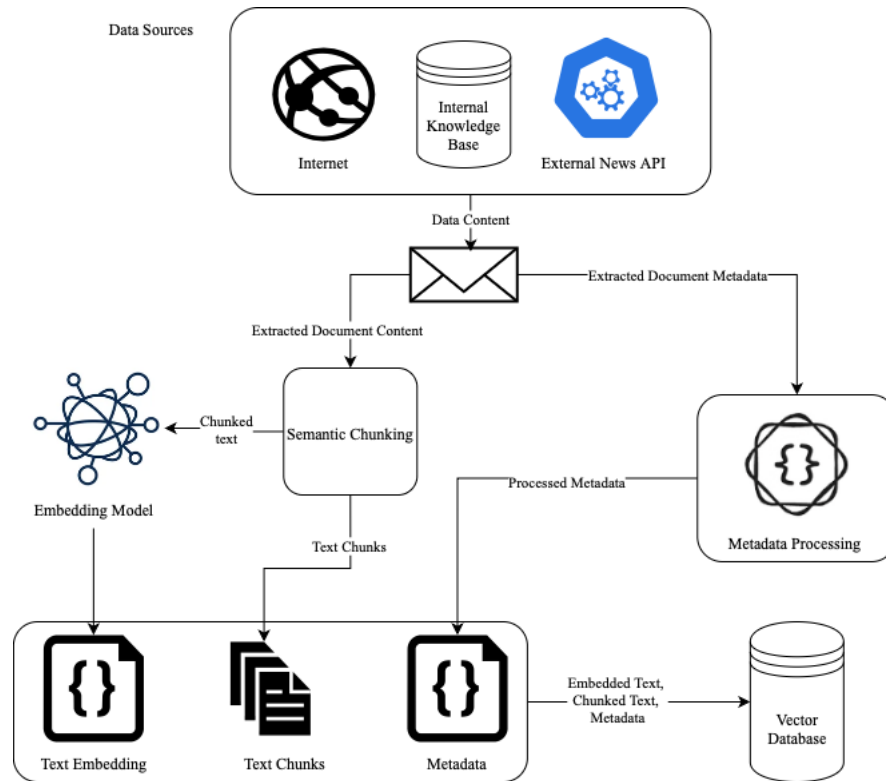 Data Sources
Internal
Knowledge
Base
Internet
External News API
Data Content
Extracted Document Metadata
Extracted Document Content
Chunked
text
Semantic Chunking
Embedding Model
Processed Metadata
Metadata Processing
Text Chunks
{ }
{ }
{ }
Embedded Text,
Chunked Text,
Metadata
Vector
Database
Text Embedding
Text Chunks
Metadata